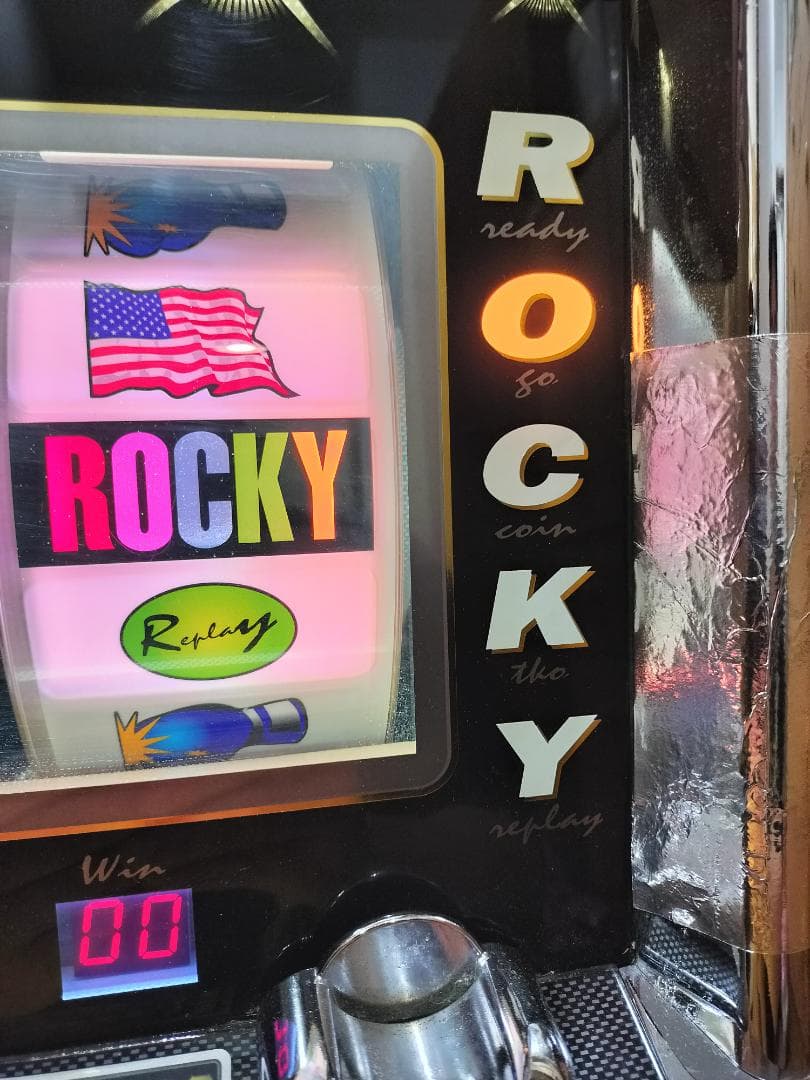 ROCKY
Replay
Win
00
R
ready
O
go
C
coin
K
tko
Y
replay